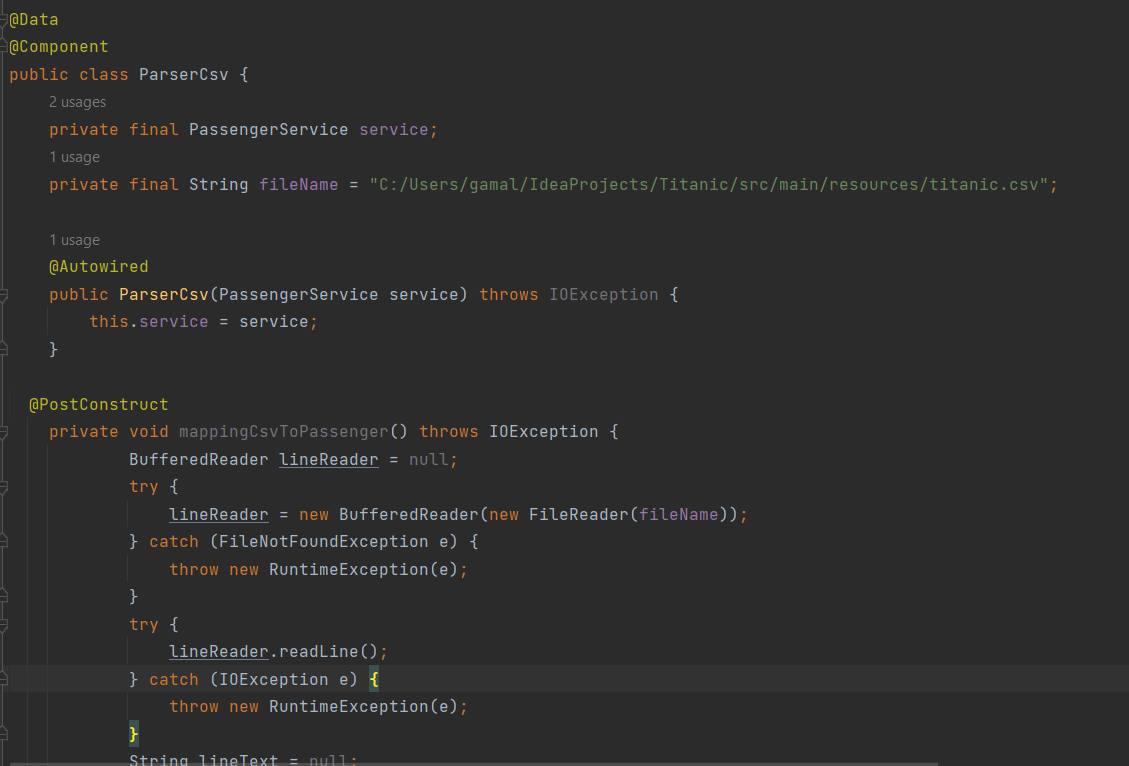 @Data
@Component
public class ParserCsv {
2 usages
private final PassengerService service;
1 usage
private final String fileName = "C:/Users/gamal/IdeaProjects/Titanic/src/main/resources/titanic.csv";
1 usage
@Autowired
public ParserCsv(PassengerService service) throws IOException {
this.service = service;
}
@PostConstruct
private void mappingCsvToPassenger() throws IOException {
BufferedReader lineReader = null;
try {
lineReader = new BufferedReader(new FileReader(fileName));
} catch (FileNotFoundException e) {
throw new RuntimeException(e);
}
try {
lineReader.readLine();
} catch (IOException e) {
throw new RuntimeException(e);
}
String lineText = null;